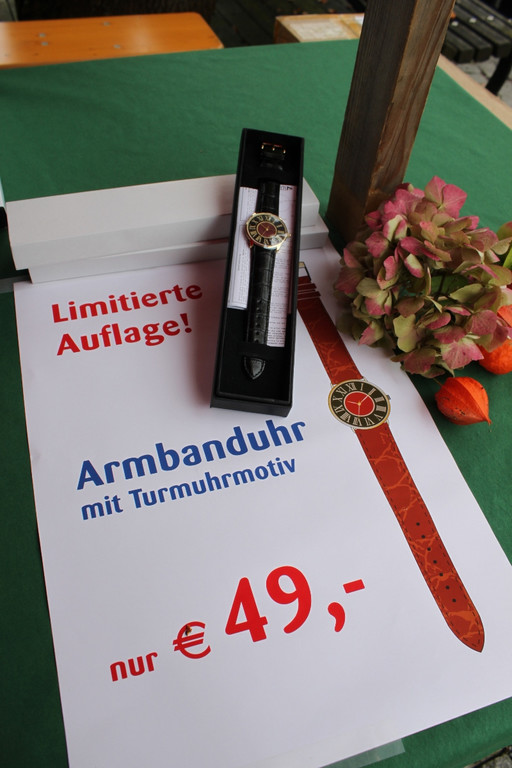 Limitierte
Auflage!
Armbanduhr
mit Turmuhrmotiv
nur € 49,-